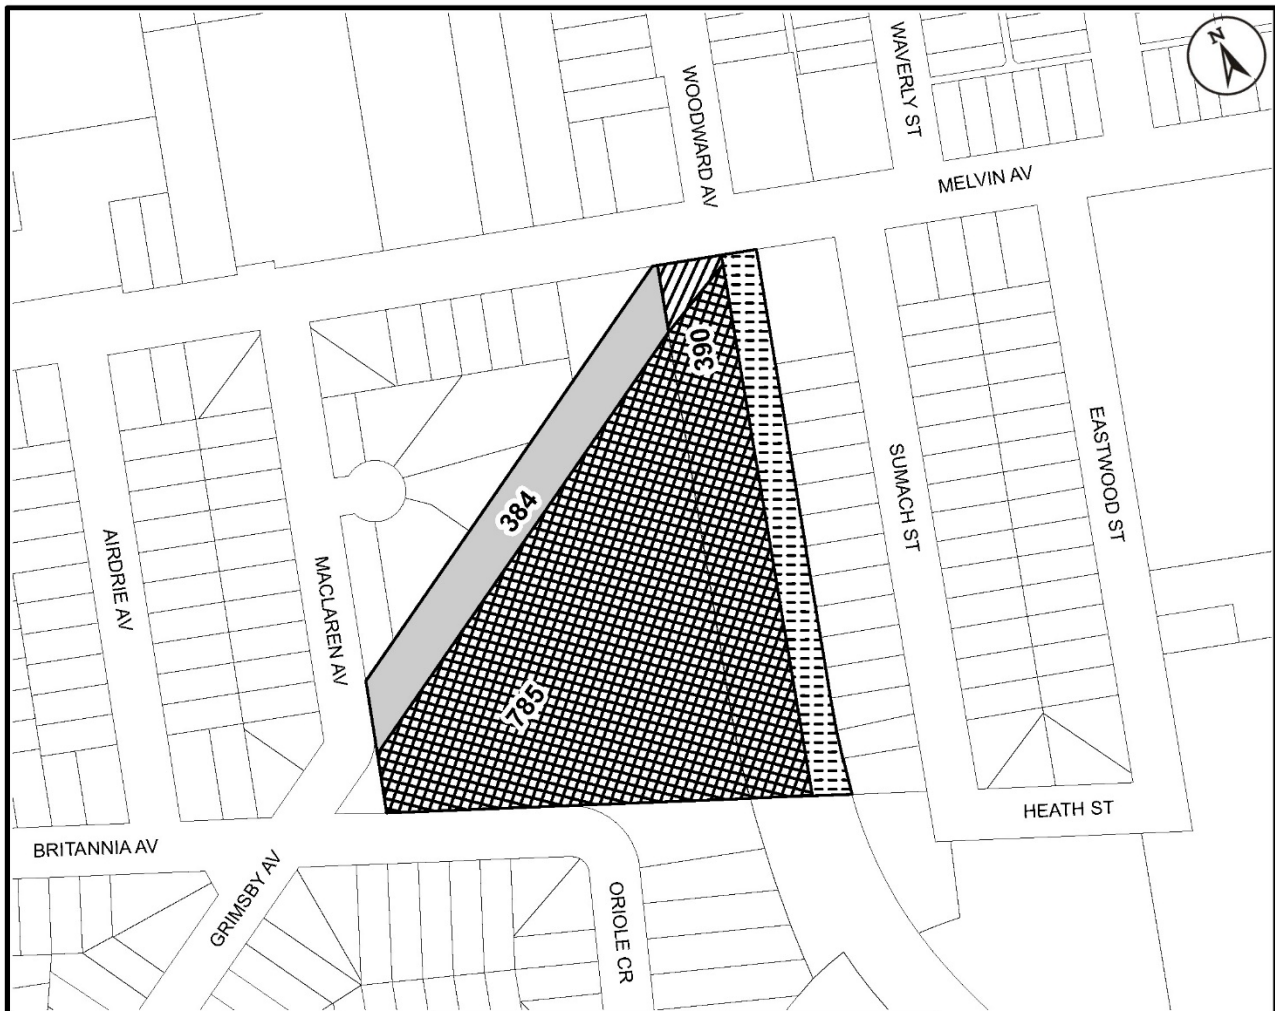 N
WAVERLY ST
WOODWARD AV
MELVIN AV
390
384
EASTWOOD ST
SUMACH ST
AIRDRIE AV
MACLAREN AV
785
HEATH ST
BRITANNIA AV
GRIMSBY AV
ORIOLE CR